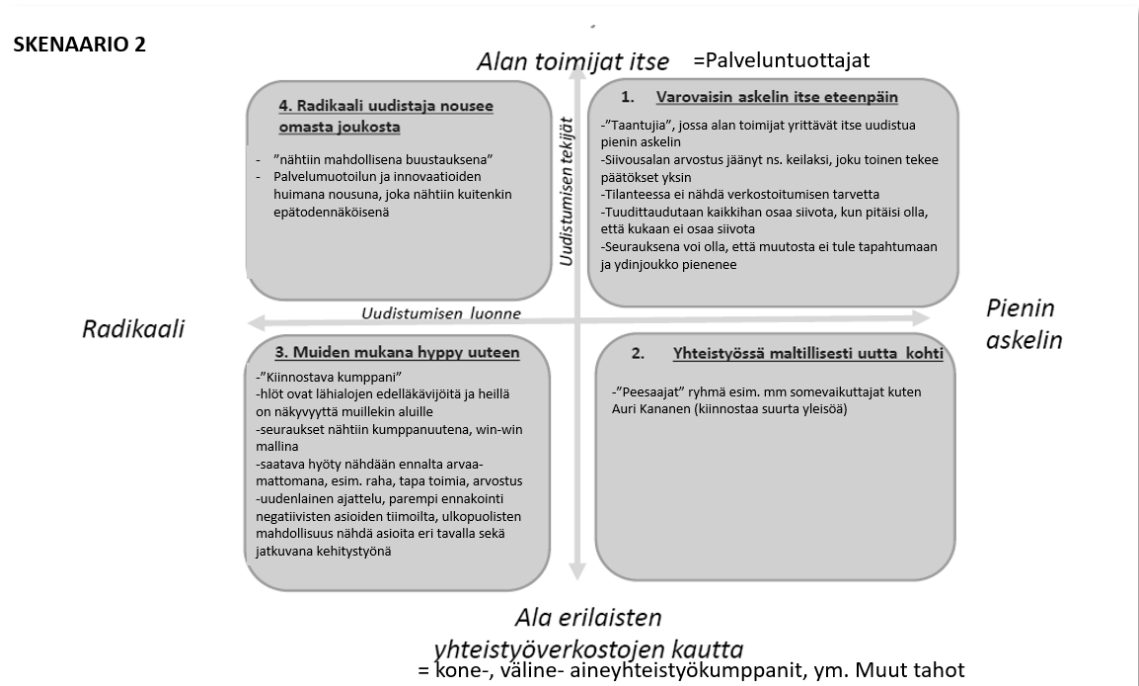 SKENAARIO 2
Alan toimijat itse =Palveluntuottajat
4. Radikaali uudistaja nousee
omasta joukosta
- "nähtiin mahdollisena buustauksena"
- Palvelumuotoilun ja innovaatioiden
huimana nousuna, joka nähtiin kuitenkin
epätodennäköisenä
Uudistumisen tekijät
1. Varovaisin askelin itse eteenpäin
-"Taantujia", jossa alan toimijat yrittävät itse uudistua
pienin askelin
-Siivousalan arvostus jäänyt ns. keilaksi, joku toinen tekee
päätökset yksin
-Tilanteessa ei nähdä verkostoitumisen tarvetta
-Tuudittaudutaan kaikkihan osaa siivota, kun pitäisi olla,
että kukaan ei osaa siivota
-Seurauksena voi olla, että muutosta ei tule tapahtumaan
ja ydinjoukko pienenee
Radikaali
Uudistumisen luonne
Pienin
askelin
3. Muiden mukana hyppy uuteen
-"Kiinnostava kumppani"
-hlöt ovat lähialojen edelläkävijöitä ja heillä
on näkyvyyttä muillekin aluille
-seuraukset nähtiin kumppanuutena, win-win
mallina
-saatava hyöty nähdään ennalta arvaa-
mattomana, esim. raha, tapa toimia, arvostus
-uudenlainen ajattelu, parempi ennakointi
negatiivisten asioiden tiimoilta, ulkopuolisten
mahdollisuus nähdä asioita eri tavalla sekä
jatkuvana kehitystyönä
2. Yhteistyössä maltillisesti uutta kohti
-"Peesaajat" ryhmä esim. mm somevaikuttajat kuten
Auri Kananen (kiinnostaa suurta yleisöä)
Ala erilaisten
yhteistyöverkostojen kautta
= kone-, väline- aineyhteistyökumppanit, ym. Muut tahot